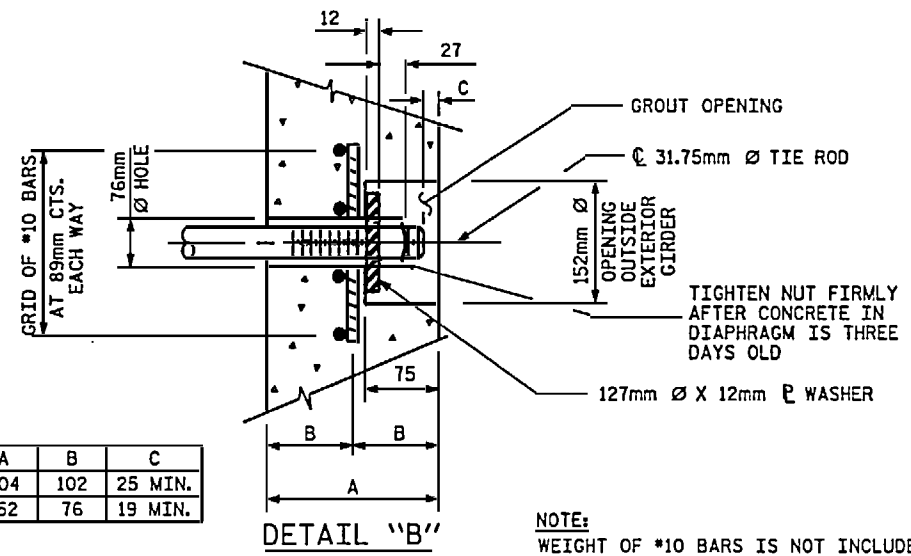 12
27
C
GROUT OPENING
℄ 31.75mm Ø TIE ROD
GRID OF #10 BARS
AT 89mm CTS.
EACH WAY
76mm
Ø HOLE
152mm Ø
OPENING
OUTSIDE
EXTERIOR
GIRDER
TIGHTEN NUT FIRMLY
AFTER CONCRETE IN
DIAPHRAGM IS THREE
DAYS OLD
75
127mm Ø X 12mm ⅊ WASHER
B B
A
A B C
04 102 25 MIN.
52 76 19 MIN.
DETAIL "B"
NOTE:
WEIGHT OF #10 BARS IS NOT INCLUDE